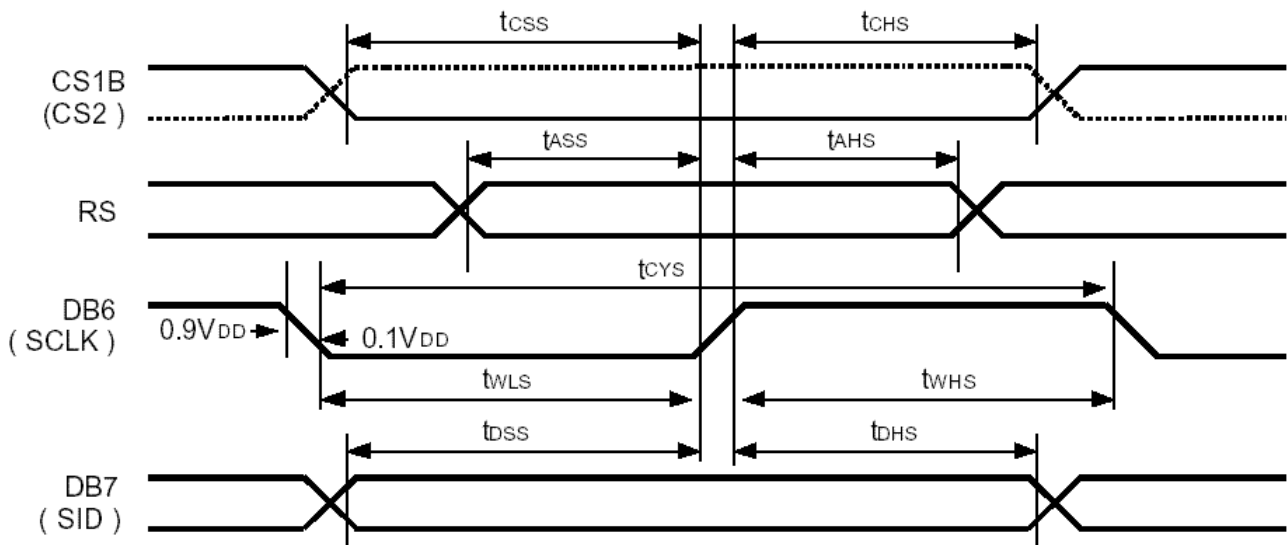 tCSS
tCHS
CS1B
(CS2 )
tASS
tAHS
RS
tCYS
DB6
( SCLK )
0.9VDD
0.1VDD
tWLS
tWHS
tDSS
tDHS
DB7
( SID )